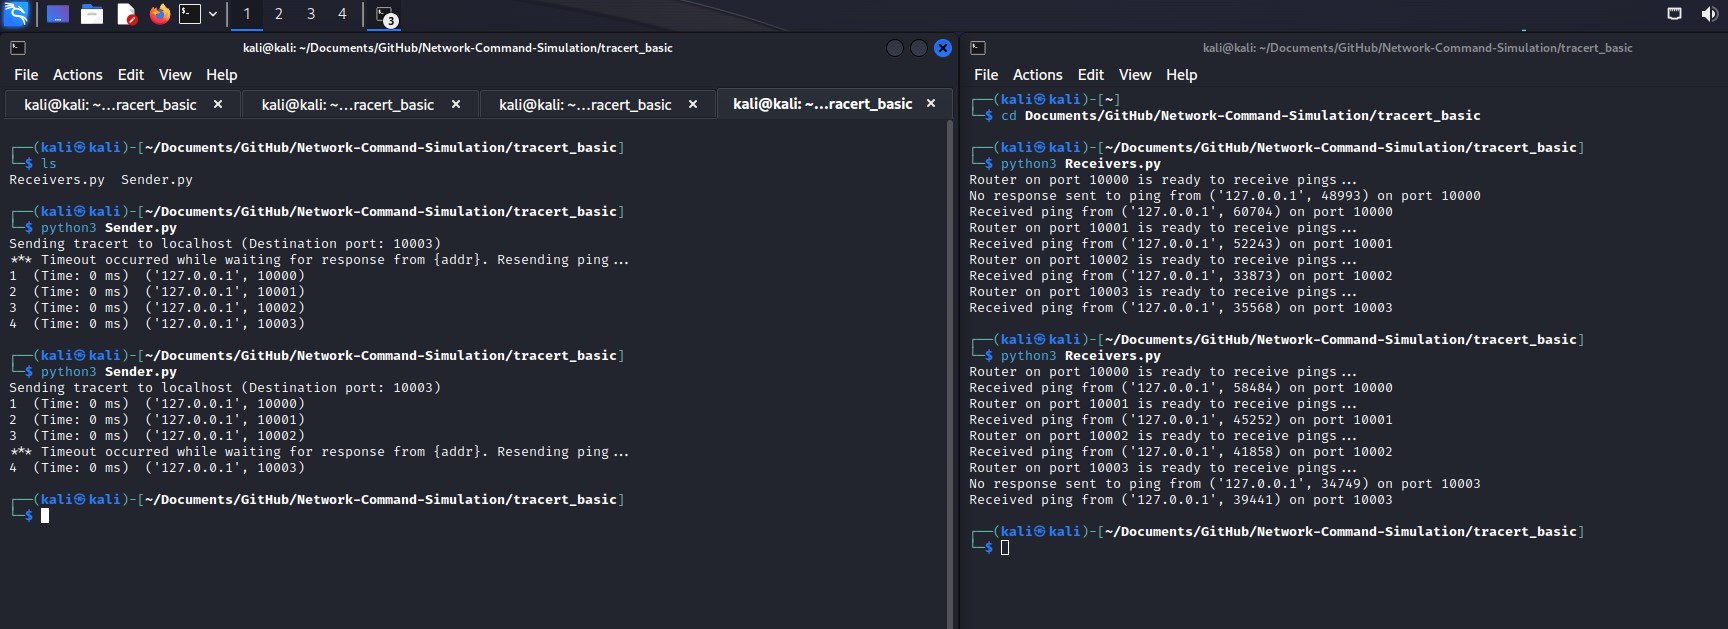 1 2 3 4 3
kali@kali: ~/Documents/GitHub/Network-Command-Simulation/tracert_basic
File Actions Edit View Help
kali@kali: ~...racert_basic × kali@kali: ~...racert_basic × kali@kali: ~...racert_basic × kali@kali: ~...racert_basic ×
┌──(kali㉿kali)-[~/Documents/GitHub/Network-Command-Simulation/tracert_basic]
└─$ ls
Receivers.py  Sender.py
┌──(kali㉿kali)-[~/Documents/GitHub/Network-Command-Simulation/tracert_basic]
└─$ python3 Sender.py
Sending tracert to localhost (Destination port: 10003)
*** Timeout occurred while waiting for response from {addr}. Resending ping...
1  (Time: 0 ms)  ('127.0.0.1', 10000)
2  (Time: 0 ms)  ('127.0.0.1', 10001)
3  (Time: 0 ms)  ('127.0.0.1', 10002)
4  (Time: 0 ms)  ('127.0.0.1', 10003)
┌──(kali㉿kali)-[~/Documents/GitHub/Network-Command-Simulation/tracert_basic]
└─$ python3 Sender.py
Sending tracert to localhost (Destination port: 10003)
1  (Time: 0 ms)  ('127.0.0.1', 10000)
2  (Time: 0 ms)  ('127.0.0.1', 10001)
3  (Time: 0 ms)  ('127.0.0.1', 10002)
*** Timeout occurred while waiting for response from {addr}. Resending ping...
4  (Time: 0 ms)  ('127.0.0.1', 10003)
┌──(kali㉿kali)-[~/Documents/GitHub/Network-Command-Simulation/tracert_basic]
└─$
kali@kali: ~/Documents/GitHub/Network-Command-Simulation/tracert_basic
File Actions Edit View Help
┌──(kali㉿kali)-[~]
└─$ cd Documents/GitHub/Network-Command-Simulation/tracert_basic
┌──(kali㉿kali)-[~/Documents/GitHub/Network-Command-Simulation/tracert_basic]
└─$ python3 Receivers.py
Router on port 10000 is ready to receive pings...
No response sent to ping from ('127.0.0.1', 48993) on port 10000
Received ping from ('127.0.0.1', 60704) on port 10000
Router on port 10001 is ready to receive pings...
Received ping from ('127.0.0.1', 52243) on port 10001
Router on port 10002 is ready to receive pings...
Received ping from ('127.0.0.1', 33873) on port 10002
Router on port 10003 is ready to receive pings...
Received ping from ('127.0.0.1', 35568) on port 10003
┌──(kali㉿kali)-[~/Documents/GitHub/Network-Command-Simulation/tracert_basic]
└─$ python3 Receivers.py
Router on port 10000 is ready to receive pings...
Received ping from ('127.0.0.1', 58484) on port 10000
Router on port 10001 is ready to receive pings...
Received ping from ('127.0.0.1', 45252) on port 10001
Router on port 10002 is ready to receive pings...
Received ping from ('127.0.0.1', 41858) on port 10002
Router on port 10003 is ready to receive pings...
No response sent to ping from ('127.0.0.1', 34749) on port 10003
Received ping from ('127.0.0.1', 39441) on port 10003
┌──(kali㉿kali)-[~/Documents/GitHub/Network-Command-Simulation/tracert_basic]
└─$